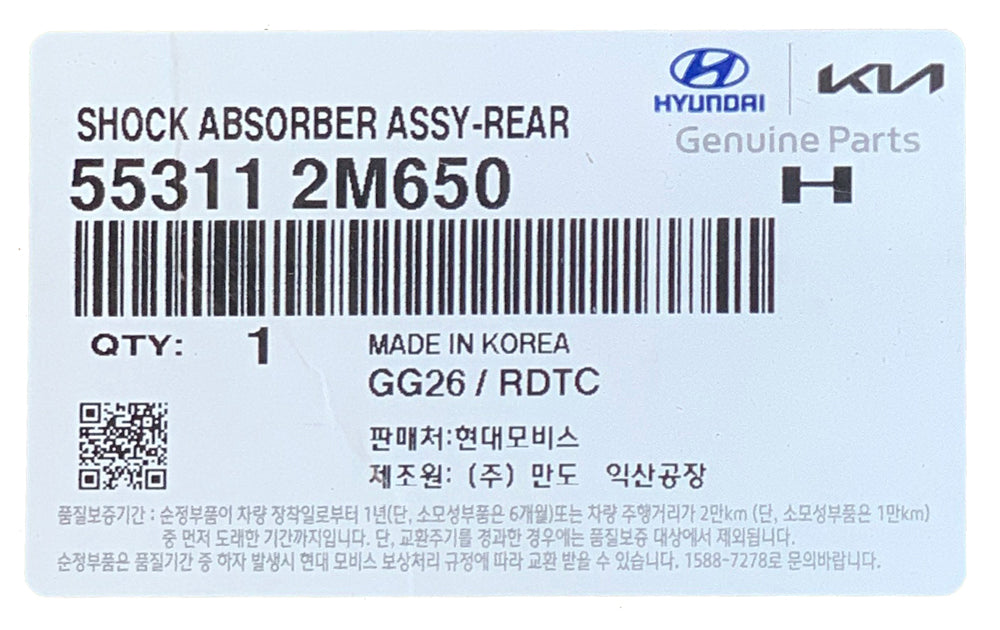 HYUNDAI KIA
SHOCK ABSORBER ASSY-REAR
Genuine Parts
55311 2M650
H
QTY: 1
MADE IN KOREA
GG26 / RDTC
판매처:현대모비스
제조원: (주) 만도 익산공장
품질보증기간 : 순정부품이 차량 장착일로부터 1년(단, 소모성부품은 6개월)또는 차량 주행거리가 2만km (단, 소모성부품은 1만km)
중 먼저 도래한 기간까지입니다. 단, 교환주기를 경과한 경우에는 품질보증 대상에서 제외됩니다.
순정부품은 품질기간 중 하자 발생시 현대 모비스 보상처리 규정에 따라 교환 받을 수 있습니다. 1588-7278로 문의바랍니다.